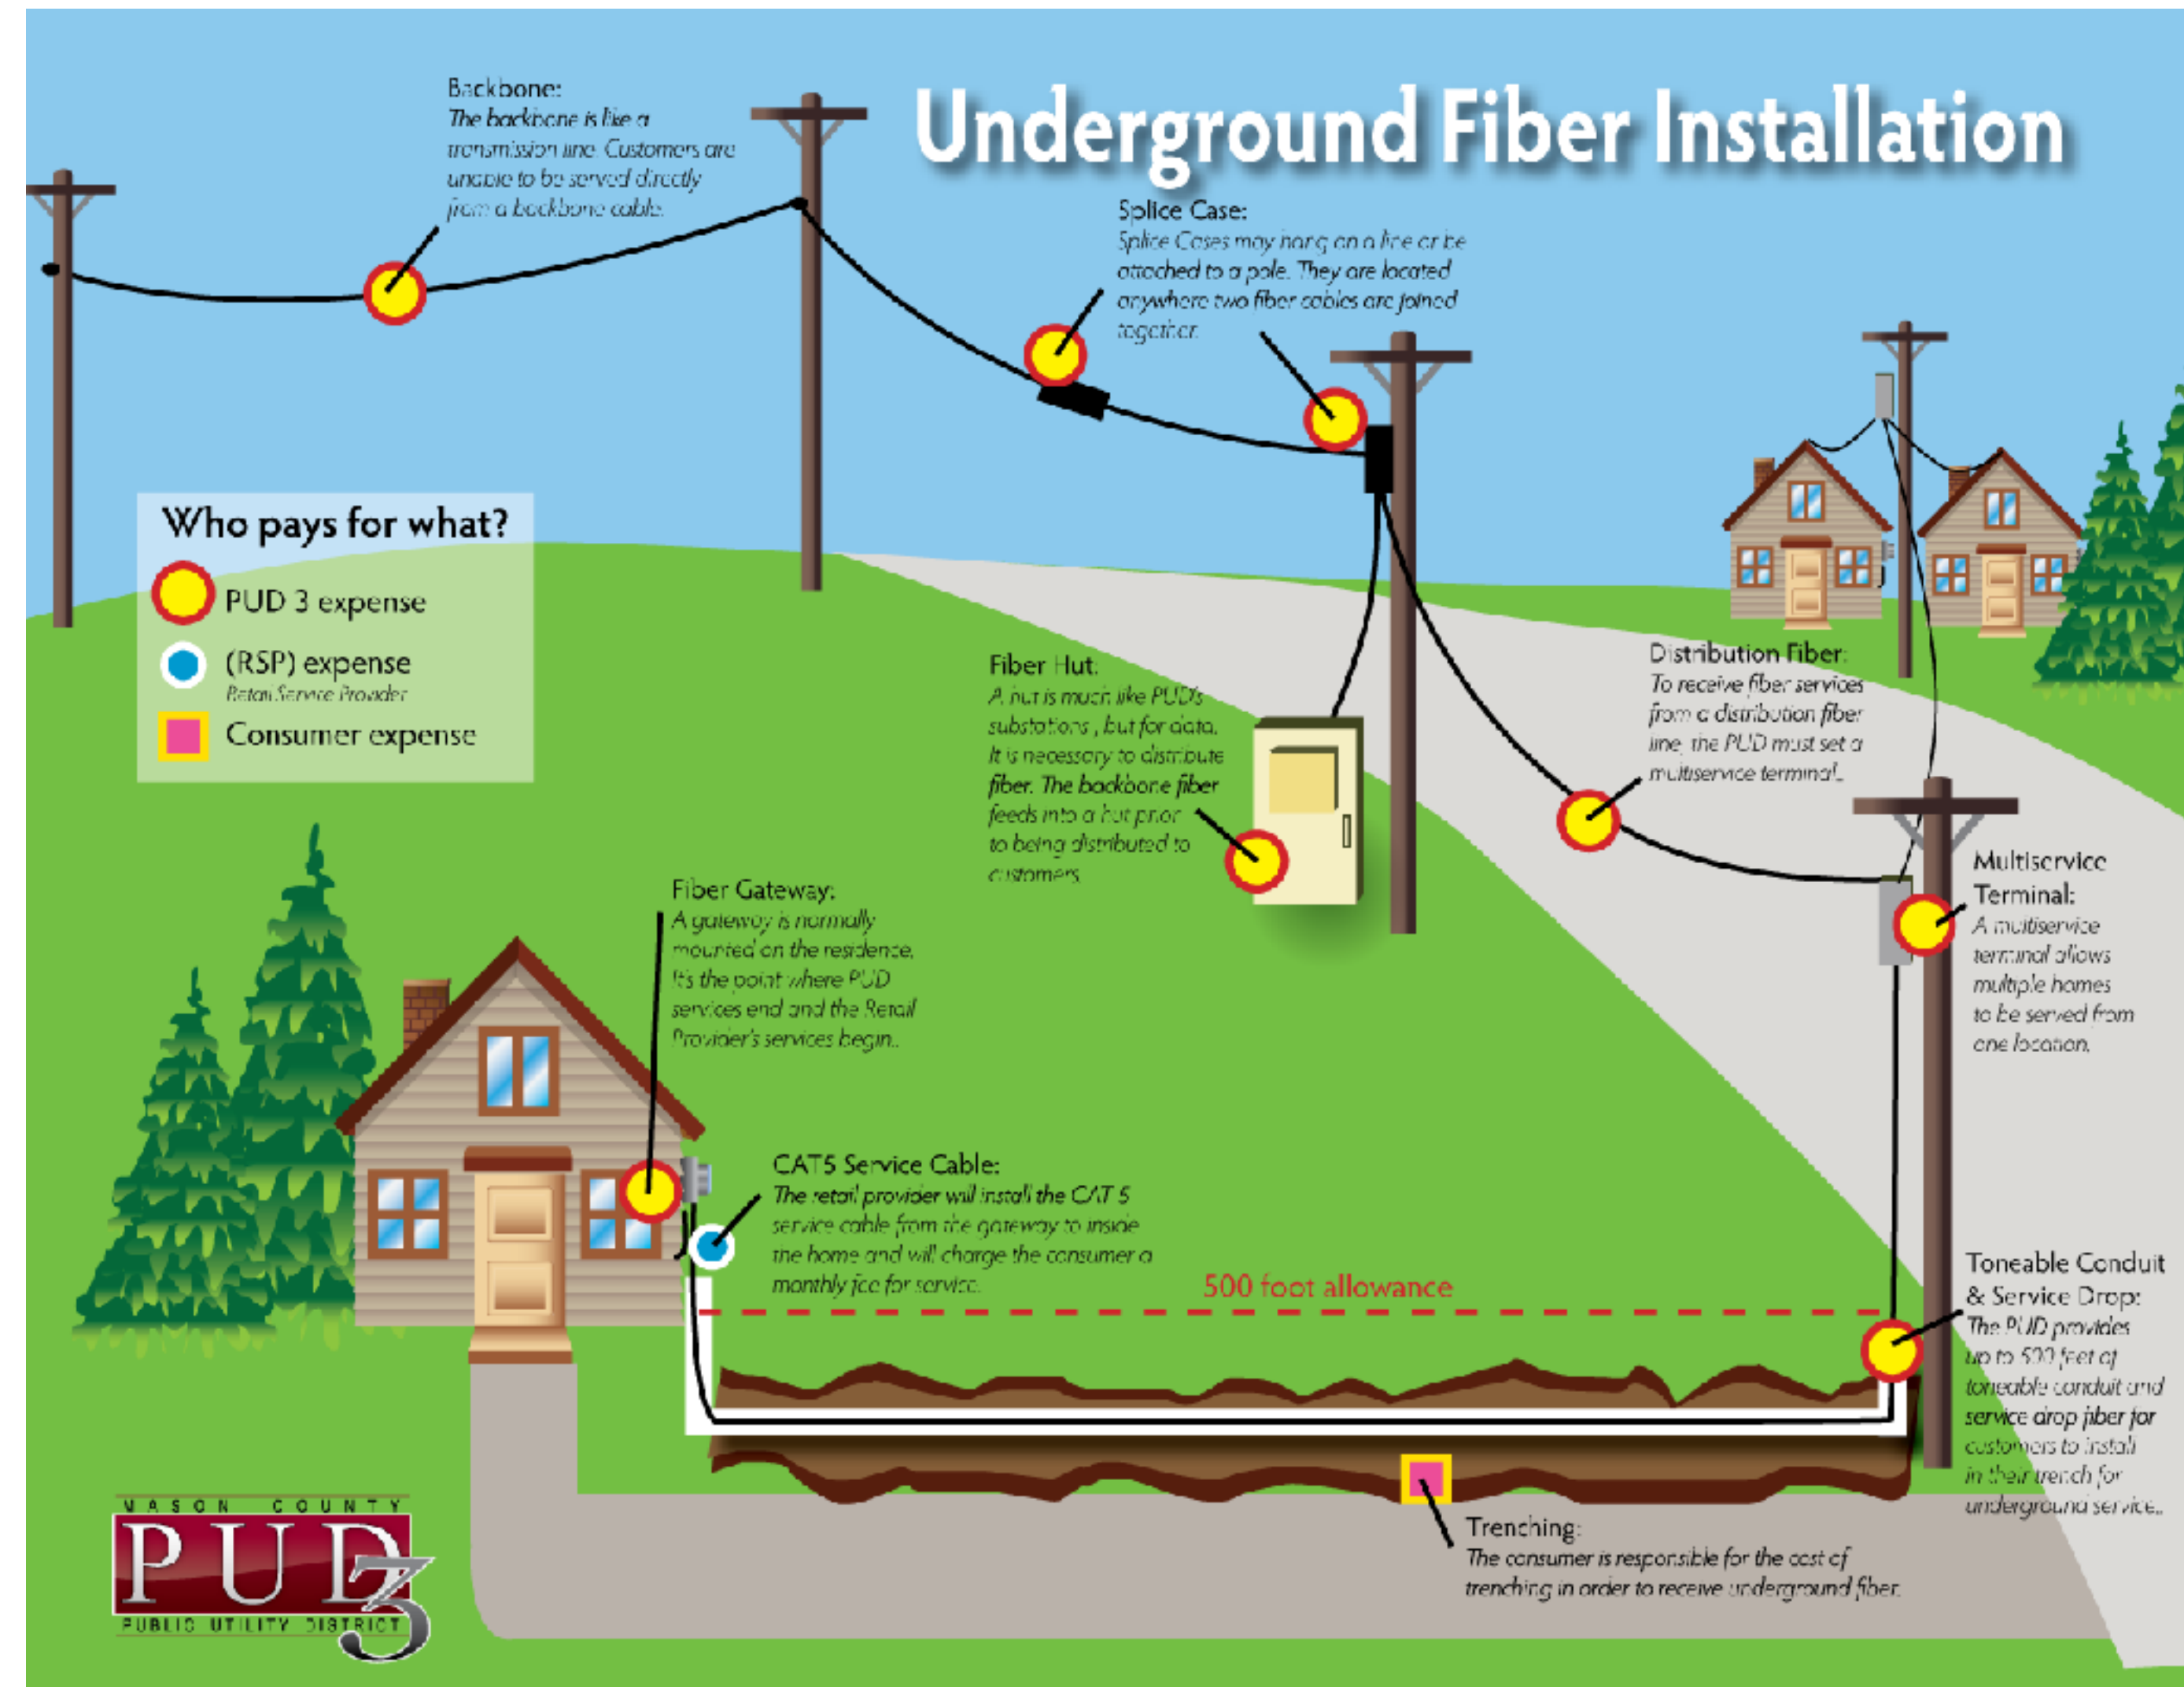 Underground Fiber Installation
Backbone:
The backbone is like a
transmission line. Customers are
unable to be served directly
from a backbone cable.
Splice Case:
Splice Cases may hang on a line or be
attached to a pole. They are located
anywhere two fiber cables are joined
together.
Who pays for what?
PUD 3 expense
(RSP) expense
Retail Service Provider
Consumer expense
Fiber Hut:
A hut is much like PUD's
substations, but for data.
It is necessary to distribute
fiber. The backbone fiber
feeds into a hut prior
to being distributed to
customers.
Distribution Fiber:
To receive fiber services
from a distribution fiber
line, the PUD must set a
multiservice terminal..
Multiservice
Terminal:
A multiservice
terminal allows
multiple homes
to be served from
one location.
Fiber Gateway:
A gateway is normally
mounted on the residence.
It's the point where PUD
services end and the Retail
Provider's services begin..
CAT5 Service Cable:
The retail provider will install the CAT 5
service cable from the gateway to inside
the home and will charge the consumer a
monthly fee for service.
500 foot allowance
Toneable Conduit
& Service Drop:
The PUD provides
up to 500 feet of
toneable conduit and
service drop fiber for
customers to install
in their trench for
underground service..
Trenching:
The consumer is responsible for the cost of
trenching in order to receive underground fiber.
MASON COUNTY
PUD 3
PUBLIC UTILITY DISTRICT